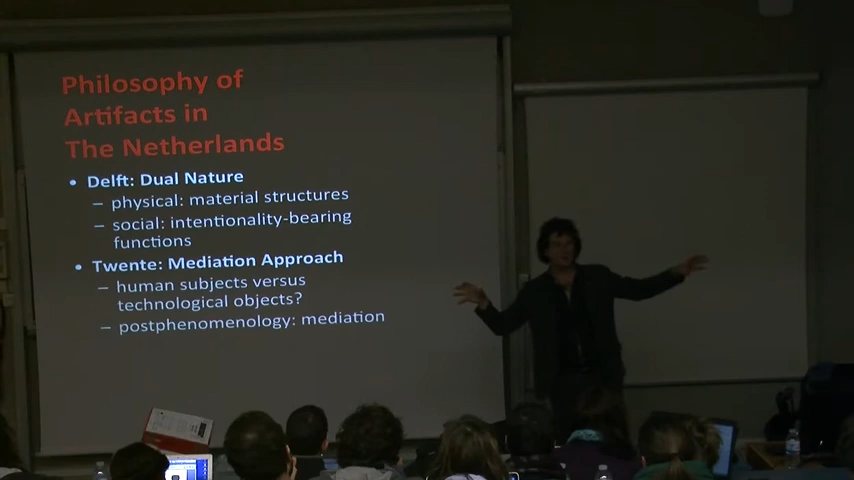 Philosophy of
Artifacts in
The Netherlands
• Delft: Dual Nature
– physical: material structures
– social: intentionality-bearing
functions
• Twente: Mediation Approach
– human subjects versus
technological objects?
– postphenomenology: mediation